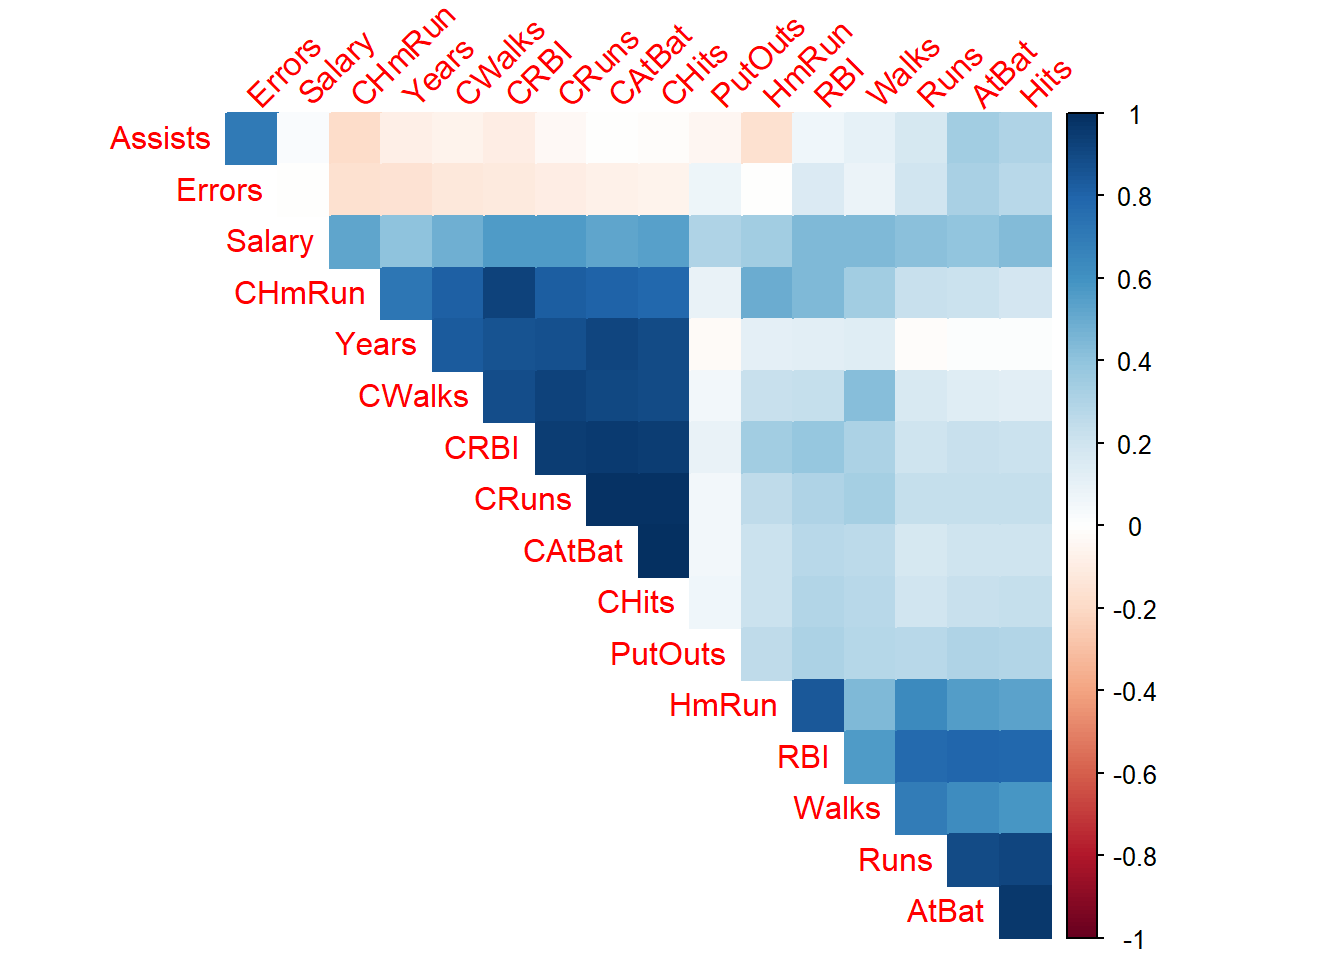 Errors
Salary
CHmRun
Years
CWalks
CRBI
CRuns
CAtBat
CHits
PutOuts
HmRun
RBI
Walks
Runs
AtBat
Hits
Assists
Errors
Salary
CHmRun
Years
CWalks
CRBI
CRuns
CAtBat
CHits
PutOuts
HmRun
RBI
Walks
Runs
AtBat
1
0.8
0.6
0.4
0.2
0
-0.2
-0.4
-0.6
-0.8
-1